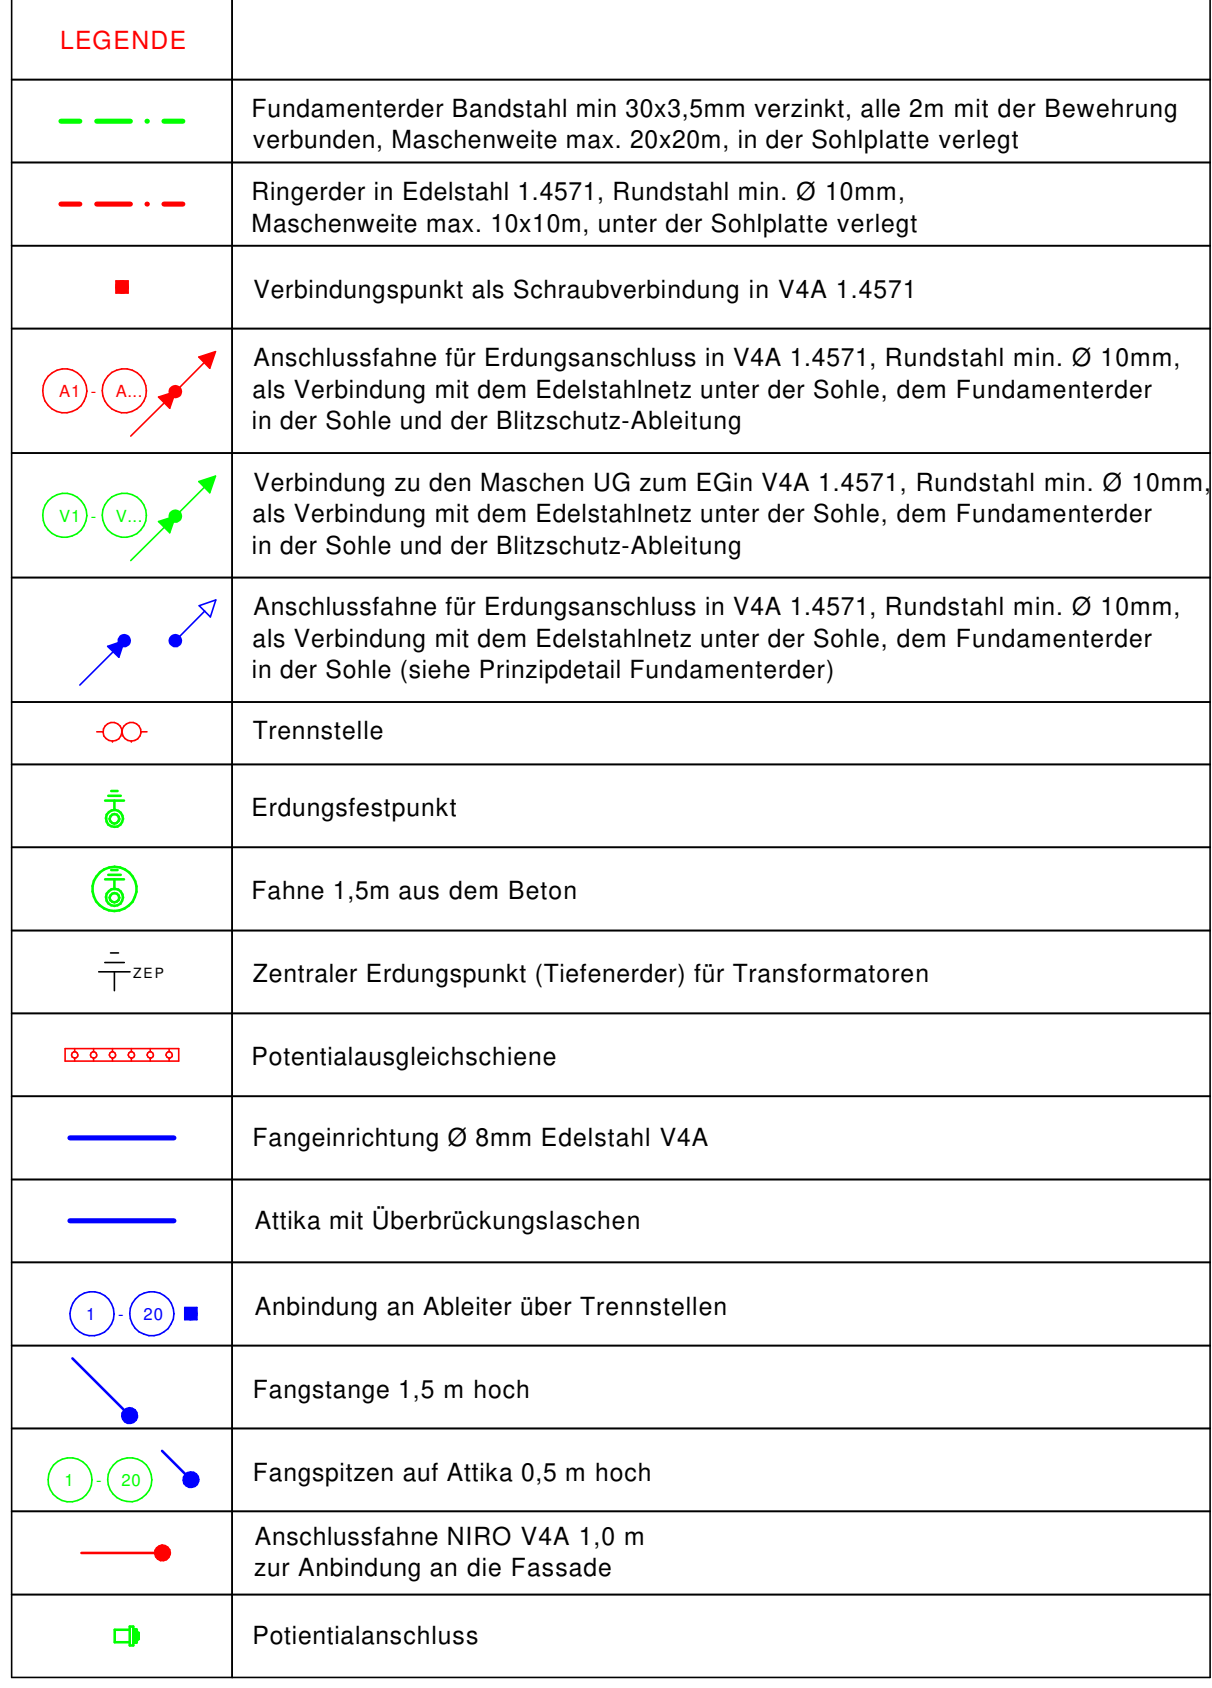 LEGENDE
Fundamenterder Bandstahl min 30x3,5mm verzinkt, alle 2m mit der Bewehrung
verbunden, Maschenweite max. 20x20m, in der Sohlplatte verlegt
Ringerder in Edelstahl 1.4571, Rundstahl min. Ø 10mm,
Maschenweite max. 10x10m, unter der Sohlplatte verlegt
Verbindungspunkt als Schraubverbindung in V4A 1.4571
A1 - A...
Anschlussfahne für Erdungsanschluss in V4A 1.4571, Rundstahl min. Ø 10mm,
als Verbindung mit dem Edelstahlnetz unter der Sohle, dem Fundamenterder
in der Sohle und der Blitzschutz-Ableitung
V1 - V...
Verbindung zu den Maschen UG zum EGin V4A 1.4571, Rundstahl min. Ø 10mm,
als Verbindung mit dem Edelstahlnetz unter der Sohle, dem Fundamenterder
in der Sohle und der Blitzschutz-Ableitung
Anschlussfahne für Erdungsanschluss in V4A 1.4571, Rundstahl min. Ø 10mm,
als Verbindung mit dem Edelstahlnetz unter der Sohle, dem Fundamenterder
in der Sohle (siehe Prinzipdetail Fundamenterder)
Trennstelle
Erdungsfestpunkt
Fahne 1,5m aus dem Beton
ZEP
Zentraler Erdungspunkt (Tiefenerder) für Transformatoren
Potentialausgleichschiene
Fangeinrichtung Ø 8mm Edelstahl V4A
Attika mit Überbrückungslaschen
1 - 20
Anbindung an Ableiter über Trennstellen
Fangstange 1,5 m hoch
1 - 20
Fangspitzen auf Attika 0,5 m hoch
Anschlussfahne NIRO V4A 1,0 m
zur Anbindung an die Fassade
Potientialanschluss